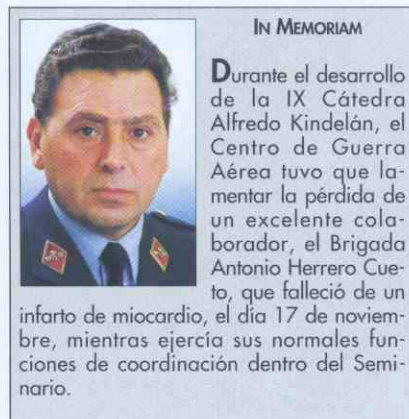 IN MEMORIAM
Durante el desarrollo
de la IX Cátedra
Alfredo Kindelán, el
Centro de Guerra
Aérea tuvo que la-
mentar la pérdida de
un excelente cola-
borador, el Brigada
Antonio Herrero Cue-
to, que falleció de un
infarto de miocardio, el día 17 de noviem-
bre, mientras ejercía sus normales fun-
ciones de coordinación dentro del Semi-
nario.